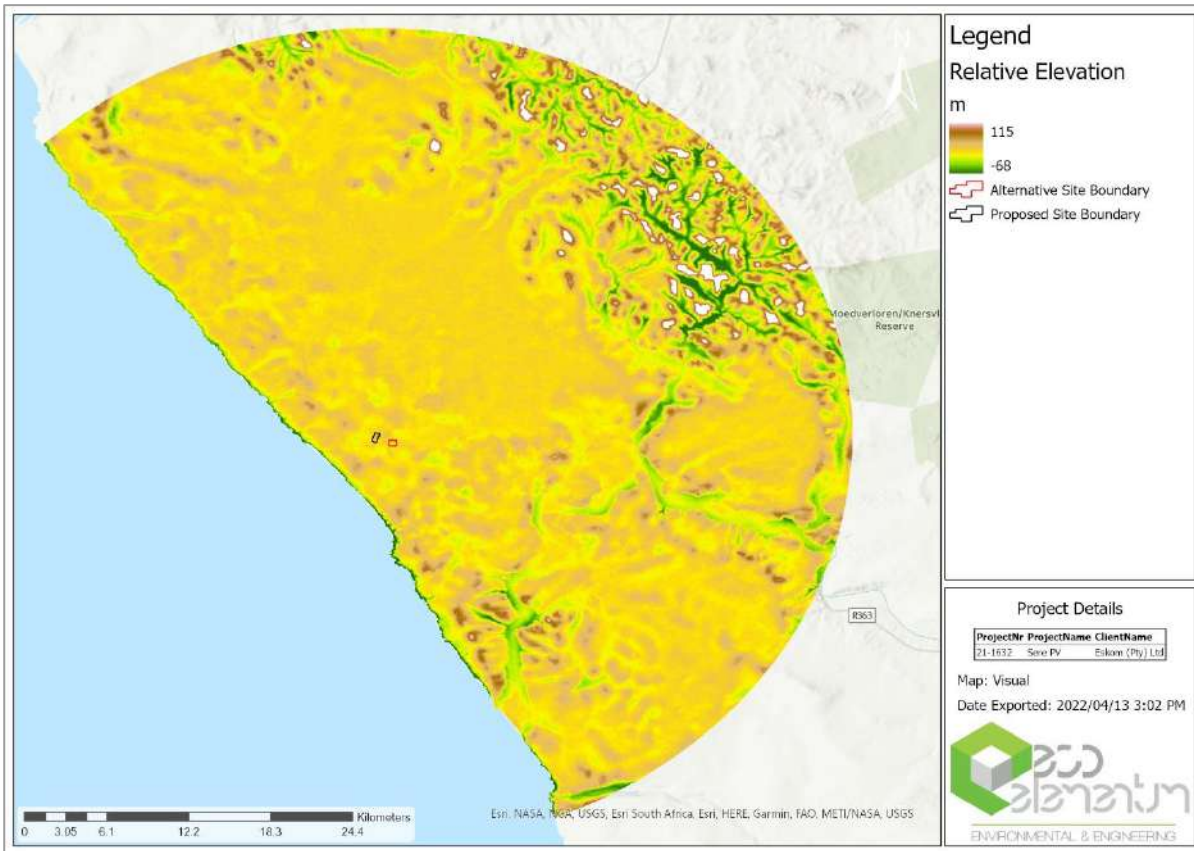 Legend
Relative Elevation
m
115
-68
Alternative Site Boundary
Proposed Site Boundary
Moedverloren/Knersvl
Reserve
R363
Kilometers
0 3.05 6.1 12.2 18.3 24.4
Esri, NASA, NGA, USGS, Esri South Africa, Esri, HERE, Garmin, FAO, METI/NASA, USGS
Project Details
ProjectNr ProjectName ClientName
21-1632 Sere PV Eskom (Pty) Ltd
Map: Visual
Date Exported: 2022/04/13 3:02 PM
eco
elementum
ENVIRONMENTAL & ENGINEERING